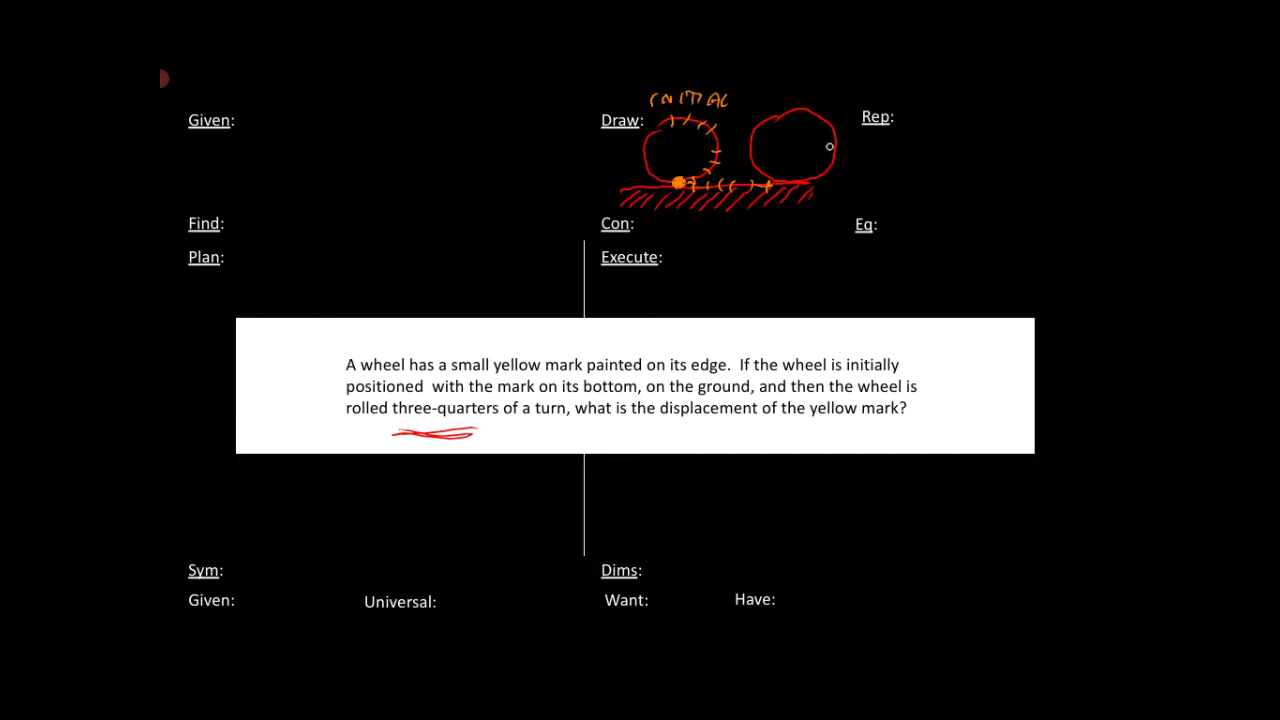 INITIAL
Given:
Draw:
Rep:
Find:
Con:
Eq:
Plan:
Execute:
A wheel has a small yellow mark painted on its edge. If the wheel is initially
positioned with the mark on its bottom, on the ground, and then the wheel is
rolled three-quarters of a turn, what is the displacement of the yellow mark?
Sym:
Dims:
Given:
Universal:
Want:
Have: